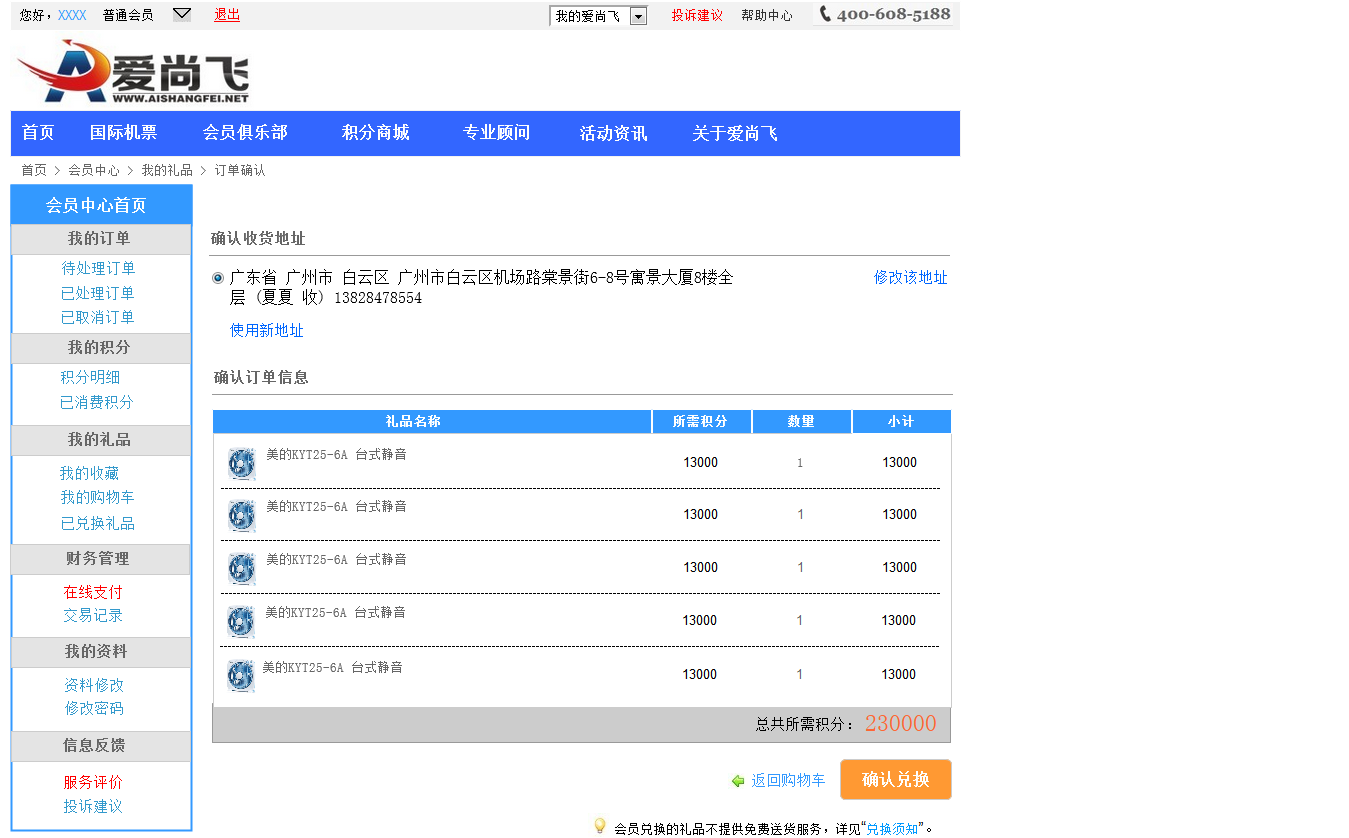 您好，XXXX 普通会员 退出 我的爱尚飞 投诉建议 帮助中心 400-608-5188
爱尚飞
WWW.AISHANGFEI.NET
首页 国际机票 会员俱乐部 积分商城 专业顾问 活动资讯 关于爱尚飞
首页 > 会员中心 > 我的礼品 > 订单确认
会员中心首页
我的订单
待处理订单
已处理订单
已取消订单
我的积分
积分明细
已消费积分
我的礼品
我的收藏
我的购物车
已兑换礼品
财务管理
在线支付
交易记录
我的资料
资料修改
修改密码
信息反馈
服务评价
投诉建议
确认收货地址
广东省 广州市 白云区 广州市白云区机场路棠景街6-8号寓景大厦8楼全 修改该地址
层 （夏夏 收） 13828478554
使用新地址
确认订单信息
礼品名称 所需积分 数量 小计
美的KYT25-6A 台式静音 13000 1 13000
美的KYT25-6A 台式静音 13000 1 13000
美的KYT25-6A 台式静音 13000 1 13000
美的KYT25-6A 台式静音 13000 1 13000
美的KYT25-6A 台式静音 13000 1 13000
总共所需积分： 230000
返回购物车 确认兑换
会员兑换的礼品不提供免费送货服务，详见“兑换须知”。